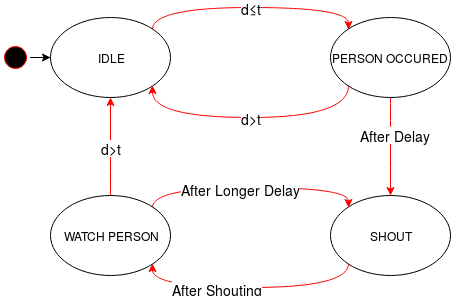 d≤t
IDLE
PERSON OCCURED
d>t
After Delay
d>t
After Longer Delay
WATCH PERSON
SHOUT
After Shouting